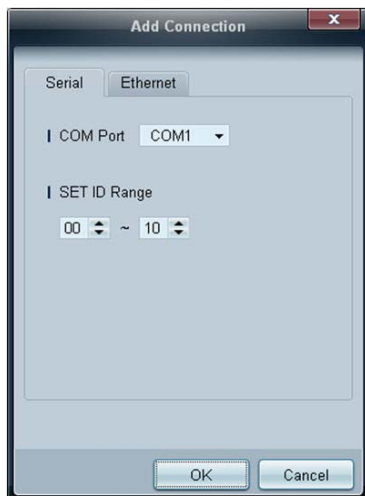 Add Connection
Serial Ethernet
COM Port COM1
SET ID Range
00 ~ 10
OK Cancel